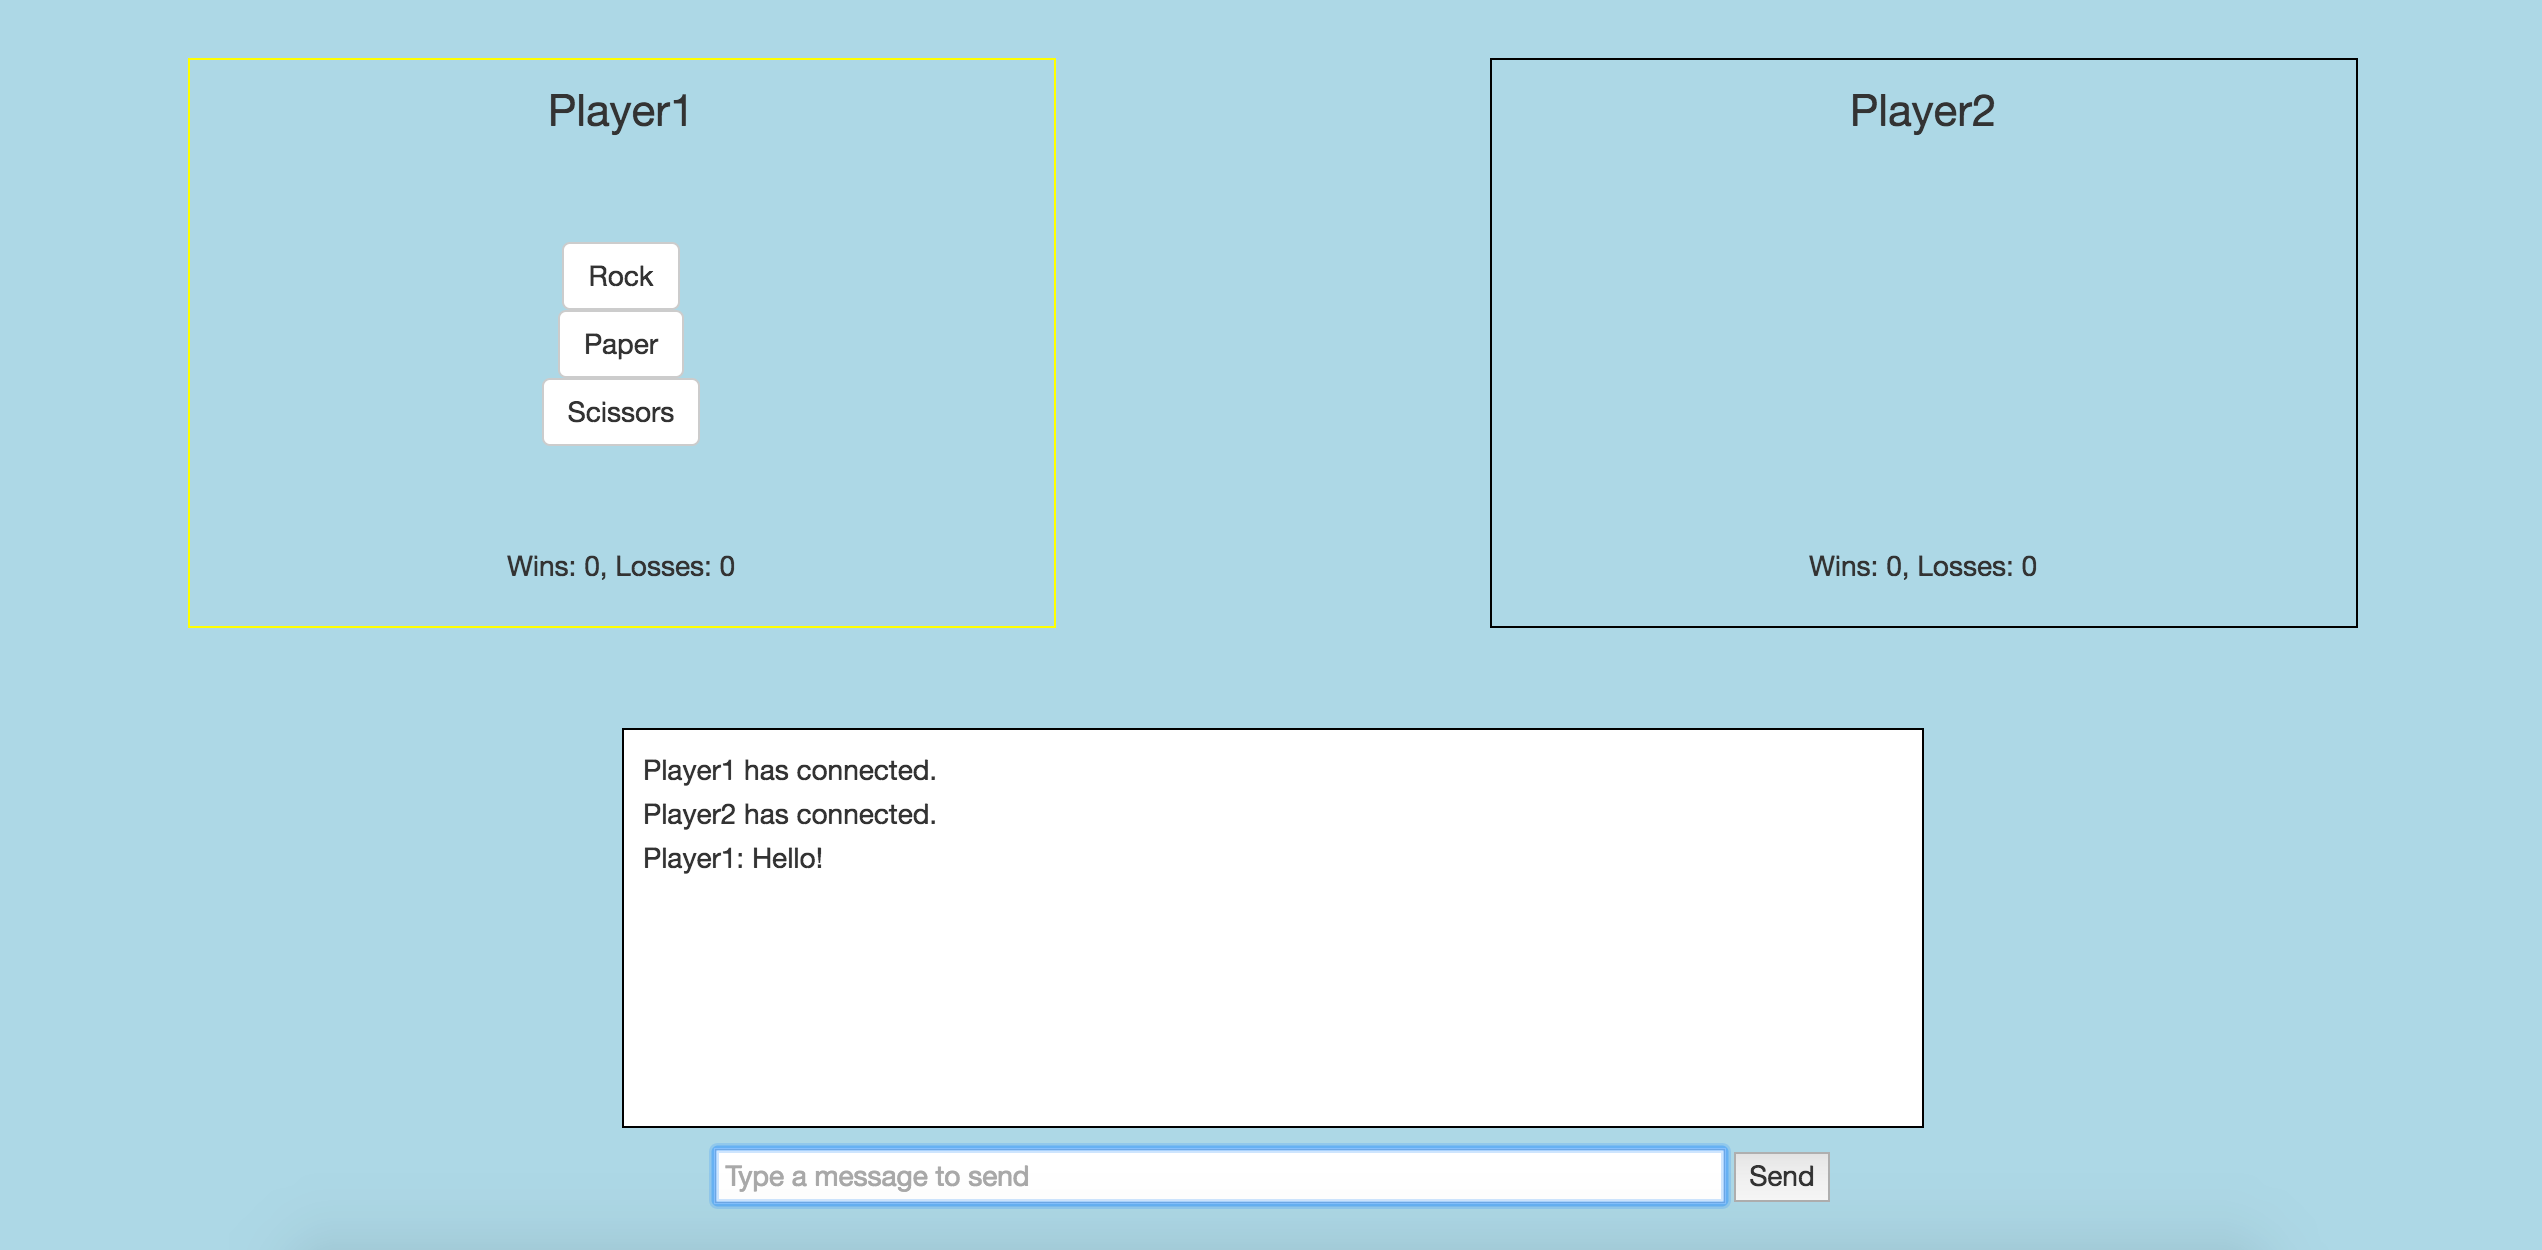 Player1
Rock
Paper
Scissors
Wins: 0, Losses: 0
Player2
Wins: 0, Losses: 0
Player1 has connected.
Player2 has connected.
Player1: Hello!
Type a message to send
Send